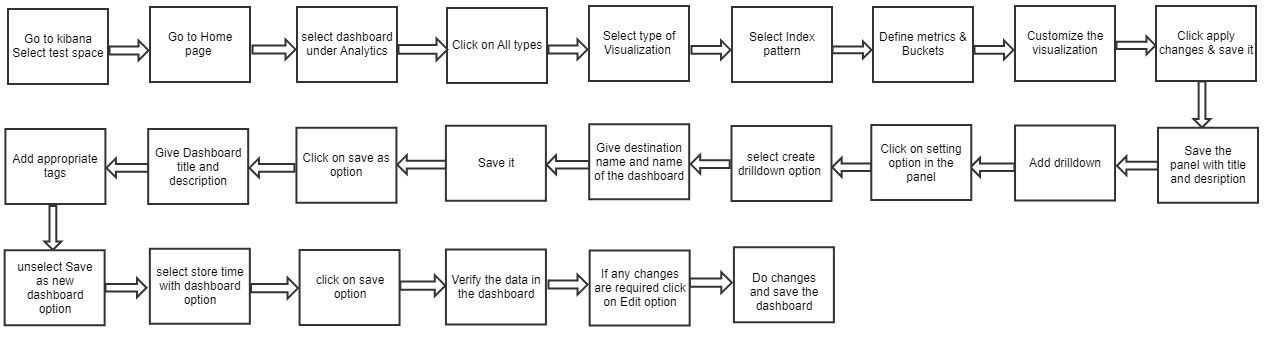 Go to kibana
Select test space
Go to Home
page
select dashboard
under Analytics
Click on All types
Select type of
Visualization
Select Index
pattern
Define metrics &
Buckets
Customize the
visualization
Click apply
changes & save it
Save the
panel with title
and desription
Add drilldown
Click on setting
option in the
panel
select create
drilldown option
Give destination
name and name
of the dashboard
Save it
Click on save as
option
Give Dashboard
title and
description
Add appropriate
tags
unselect Save
as new
dashboard
option
select store time
with dashboard
option
click on save
option
Verify the data in
the dashboard
If any changes
are required click
on Edit option
Do changes
and save the
dashboard